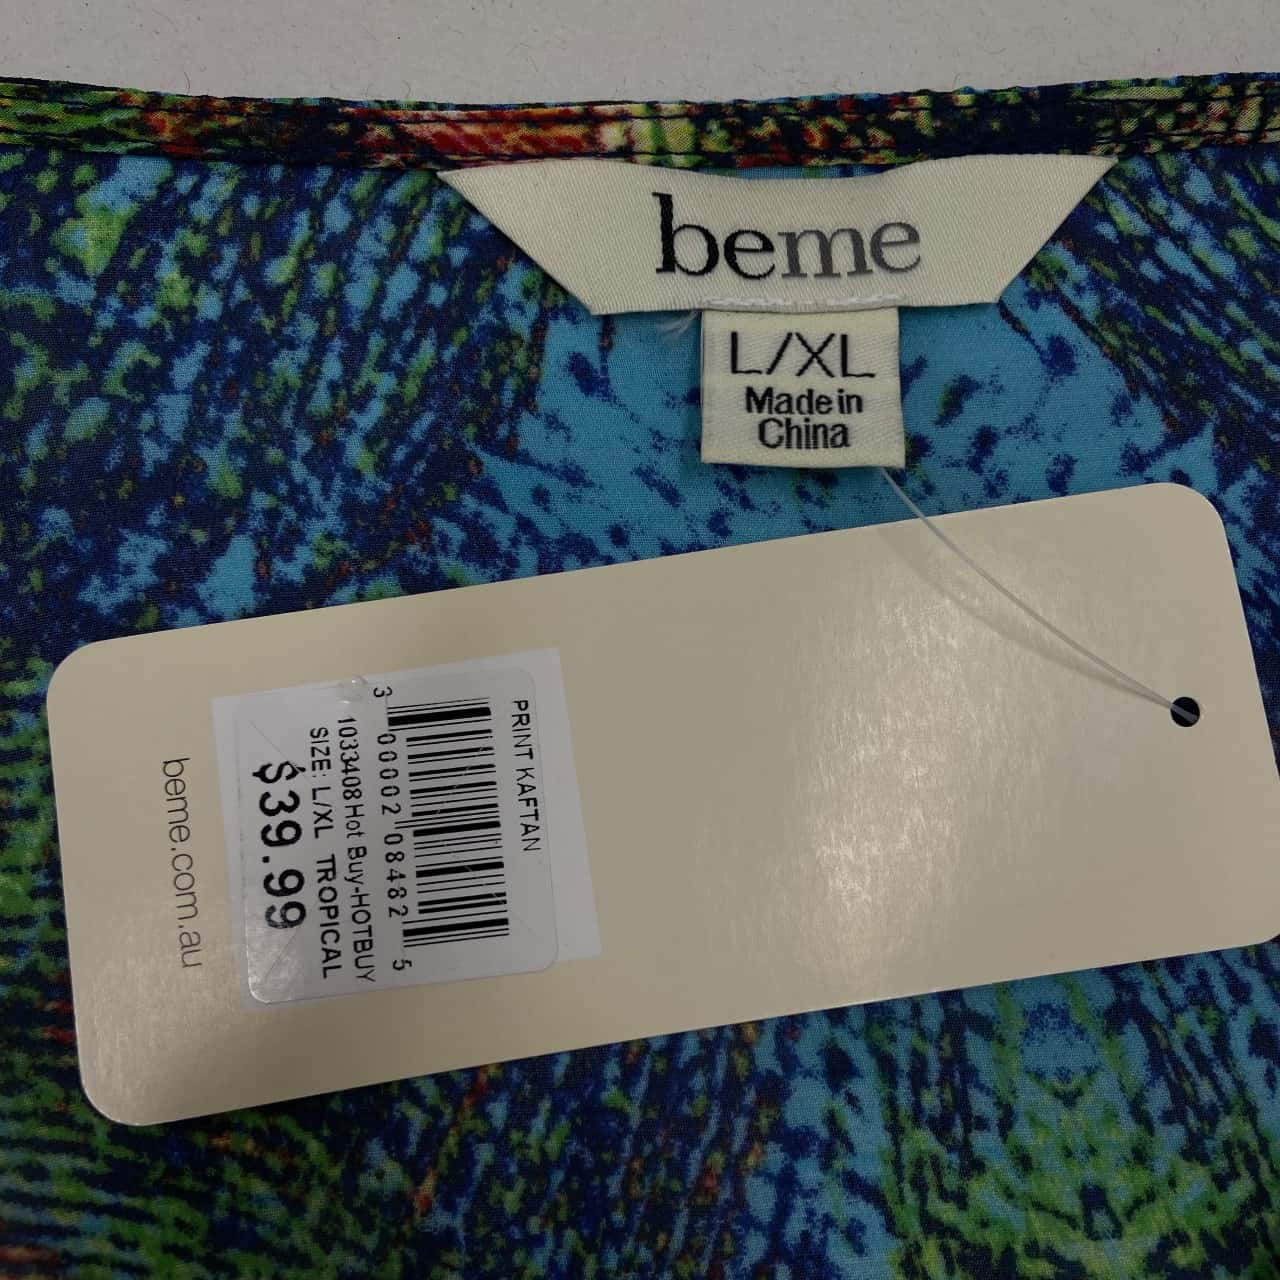 beme
L/XL
Made in
China
PRINT KAFTAN
3 00002 08482 5
1033408 Hot Buy-HOTBUY
SIZE: L/XL TROPICAL
$39.99
beme.com.au